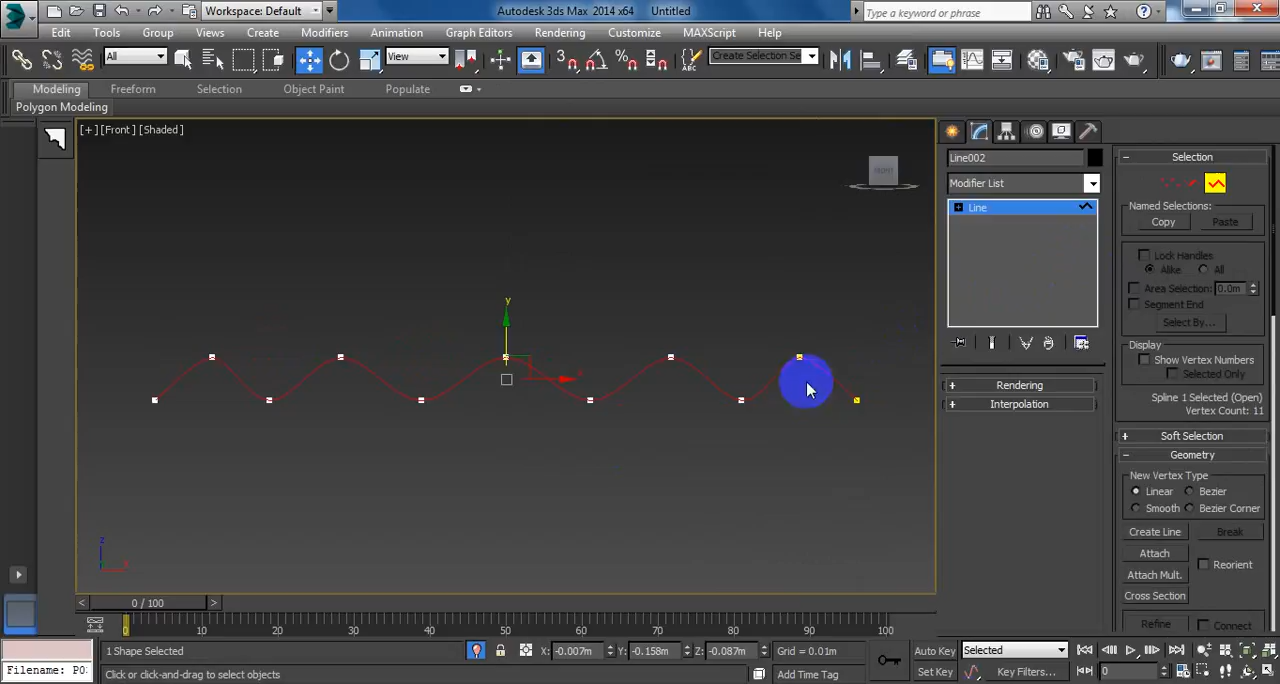 Workspace: Default
Autodesk 3ds Max 2014 x64 Untitled
Type a keyword or phrase
Edit Tools Group Views Create Modifiers Animation Graph Editors Rendering Customize MAXScript Help
All View Create Selection Se
Modeling Freeform Selection Object Paint Populate
Polygon Modeling
[+] [Front] [Shaded]
FRONT
y
x
z
x
Line002
Modifier List
Line
Rendering
Interpolation
Selection
Named Selections:
Copy Paste
Lock Handles
Alike All
Area Selection: 0.0m
Segment End
Select By...
Display
Show Vertex Numbers
Selected Only
Spline 1 Selected (Open)
Vertex Count: 11
Soft Selection
Geometry
New Vertex Type
Linear Bezier
Smooth Bezier Corner
Create Line Break
Attach Reorient
Attach Mult.
Cross Section
Refine Connect
< 0 / 100 >
0 10 20 30 40 50 60 70 80 90 100
1 Shape Selected X: -0.007m Y: -0.158m Z: -0.087m Grid = 0.01m Auto Key Selected
Filename: PO Click or click-and-drag to select objects Add Time Tag Set Key Key Filters... 0